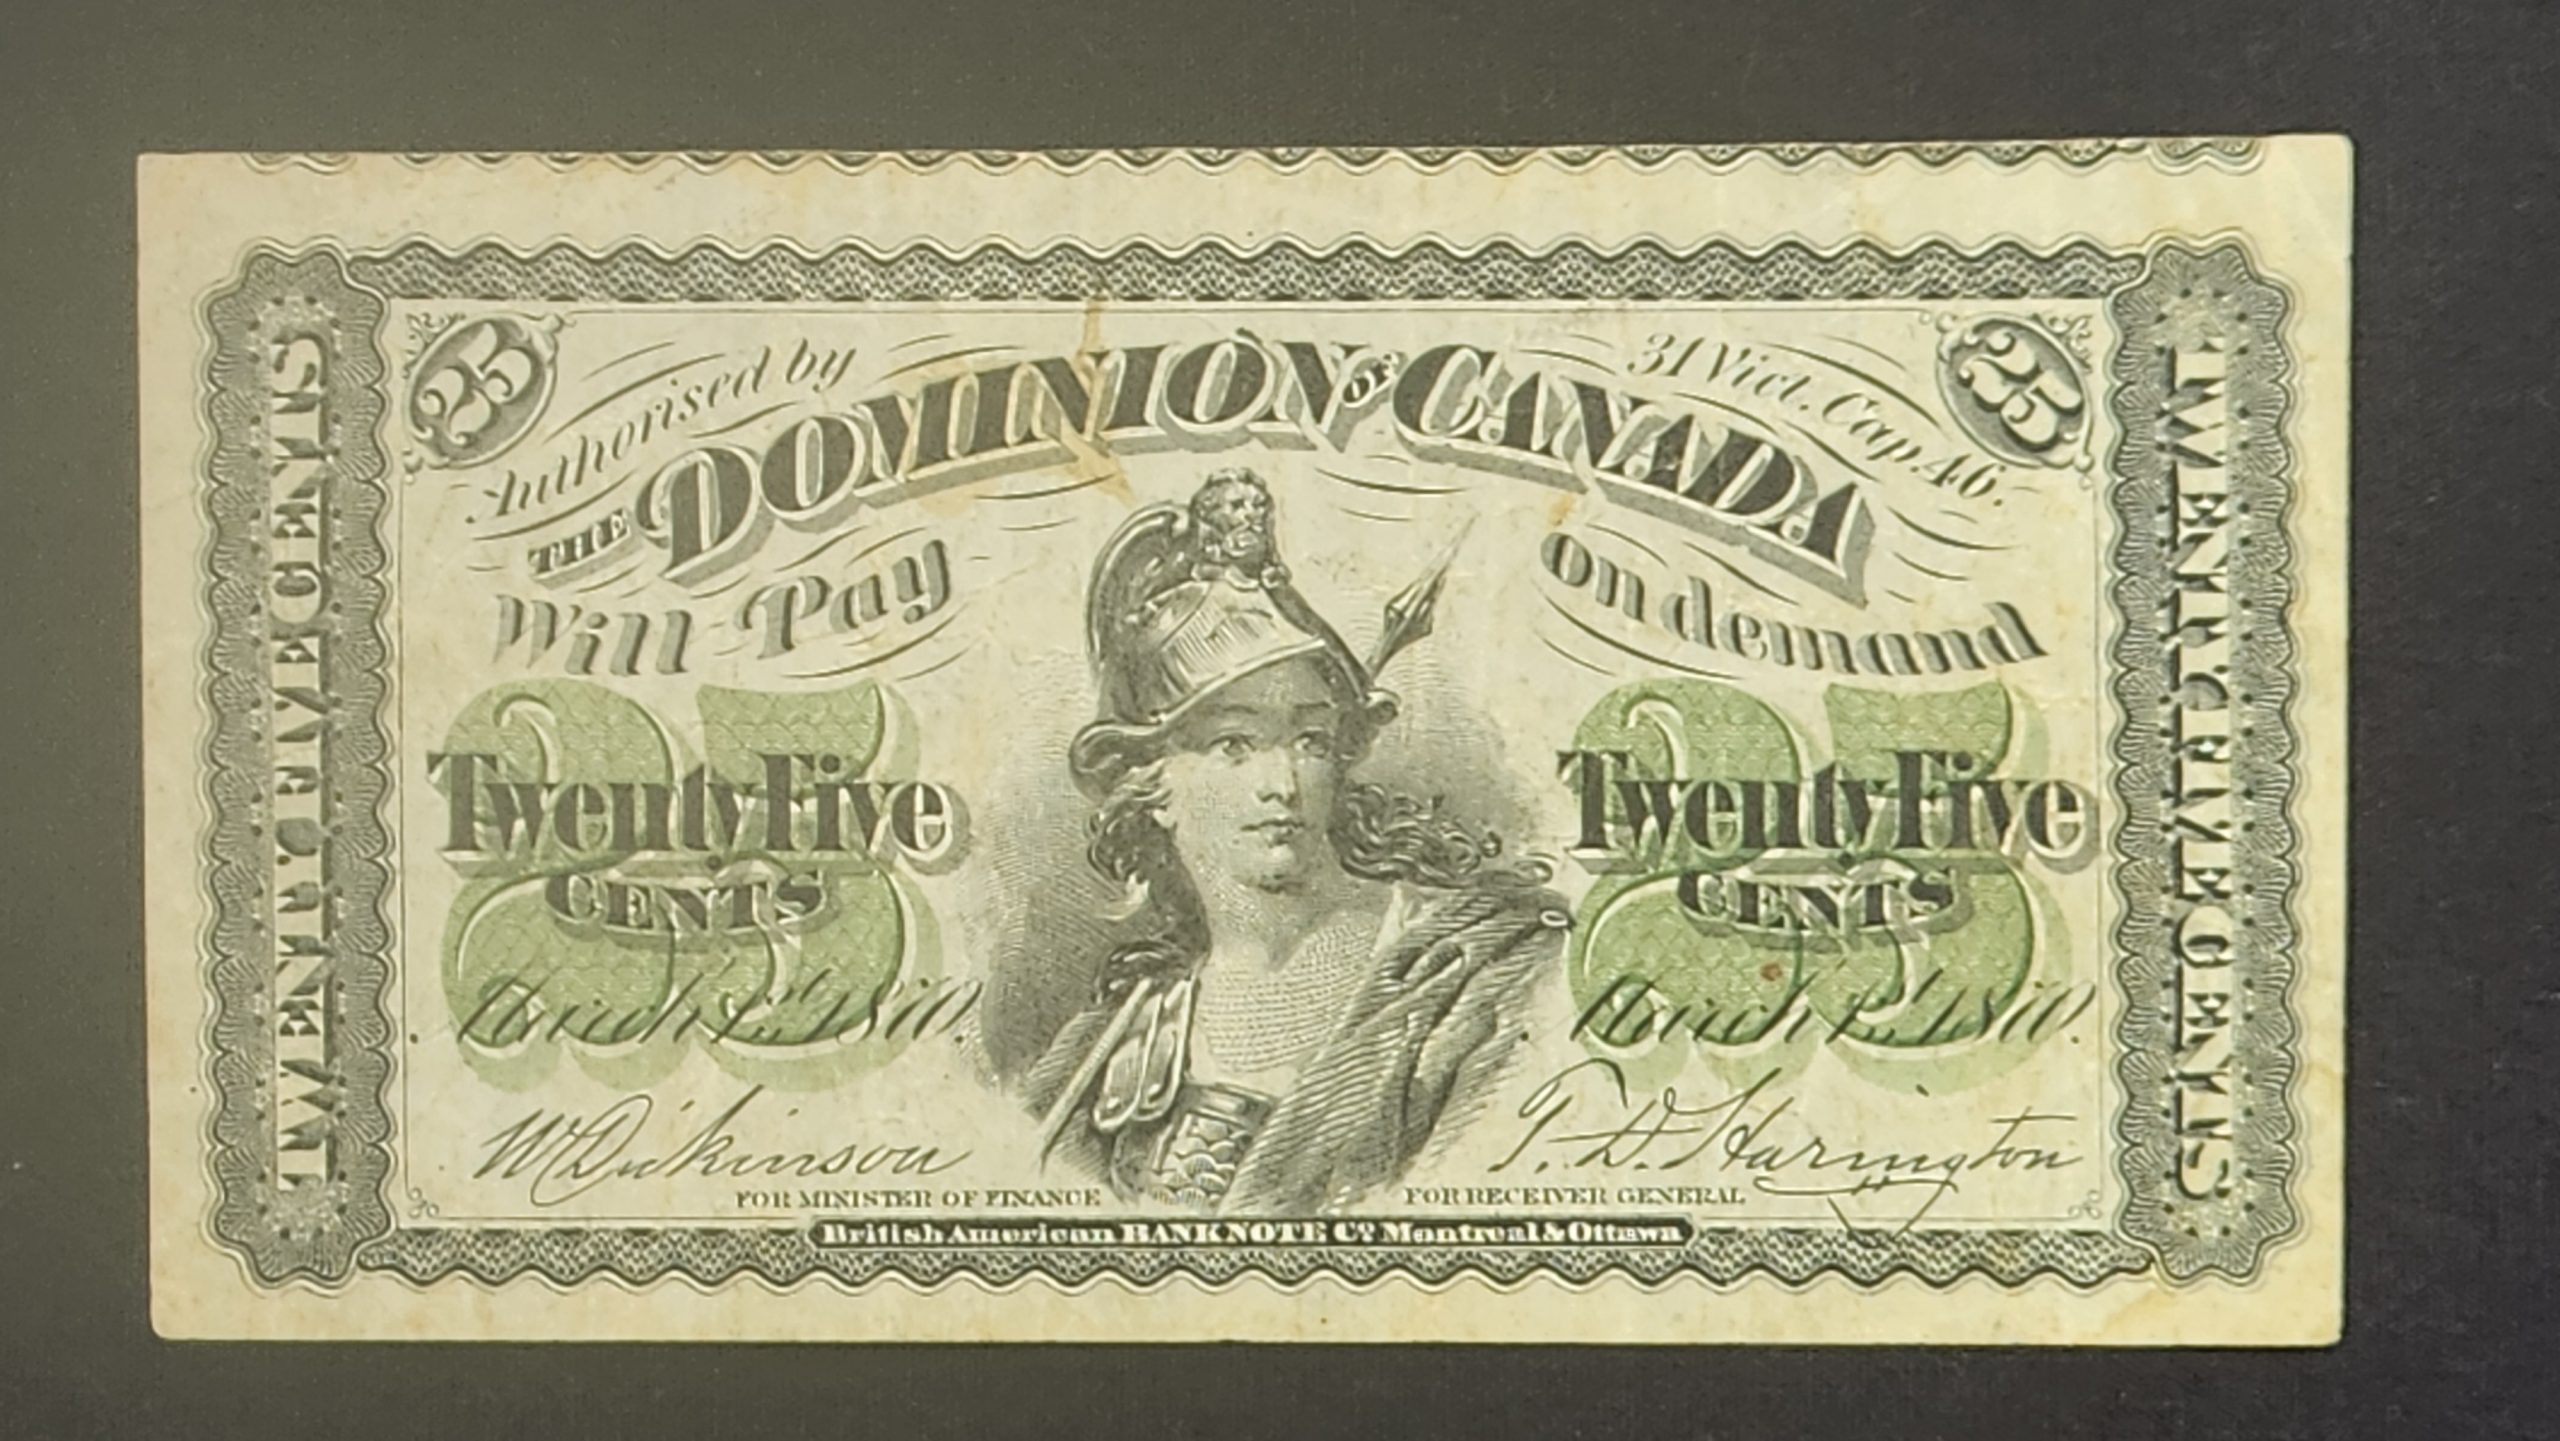 25
25
Authorised by
31 Vict. Cap. 46.
THE DOMINION OF CANADA
Will Pay
on demand
TWENTY FIVE CENTS
TWENTY FIVE CENTS
25
25
Twenty Five
CENTS
Twenty Five
CENTS
March 1st, 1870.
March 1st, 1870.
W Dickinson
T. D. Harington
FOR MINISTER OF FINANCE
FOR RECEIVER GENERAL
British American BANK NOTE Co. Montreal & Ottawa